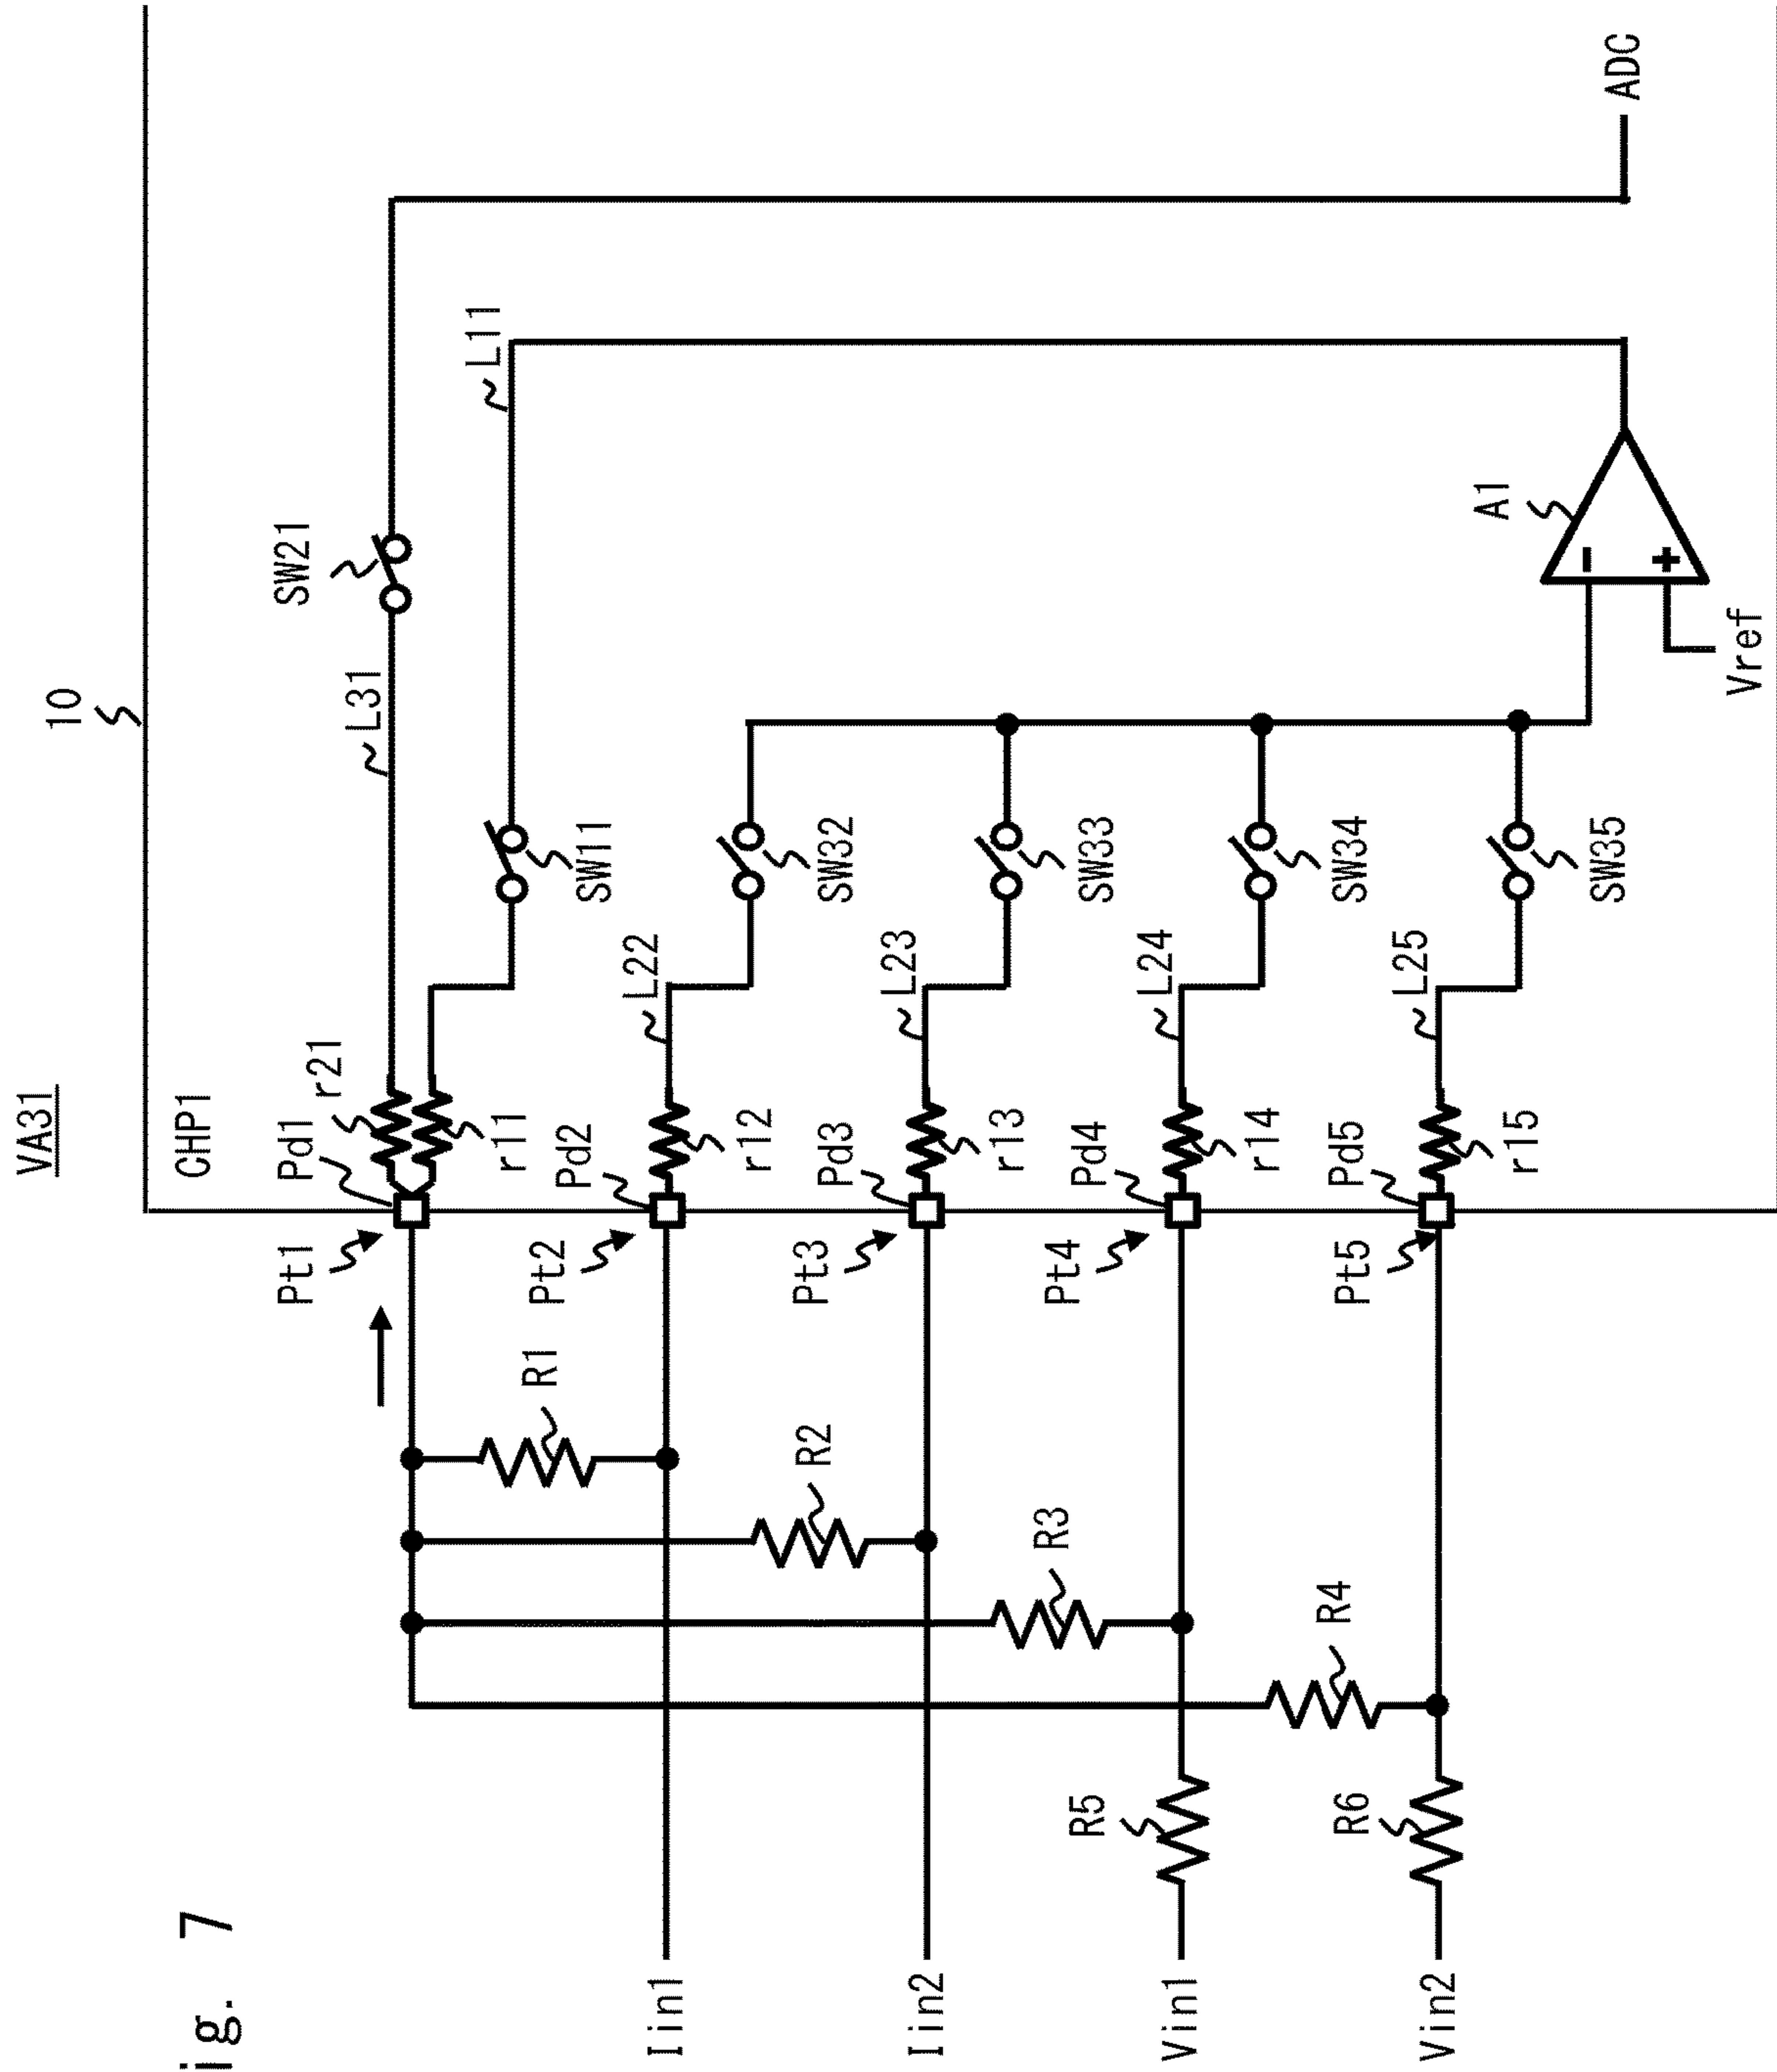 ig. 7
VA31
10
CHP1
SW21
L31
L11
Pd1
r21
Pt1
r11
SW11
R1
Pt2
Pd2
r12
L22
SW32
Iin1
R2
Pt3
Pd3
r13
L23
SW33
Iin2
R3
Pt4
Pd4
r14
L24
SW34
R5
Vin1
R4
Pt5
Pd5
r15
L25
SW35
R6
Vin2
A1
-
+
Vref
ADC